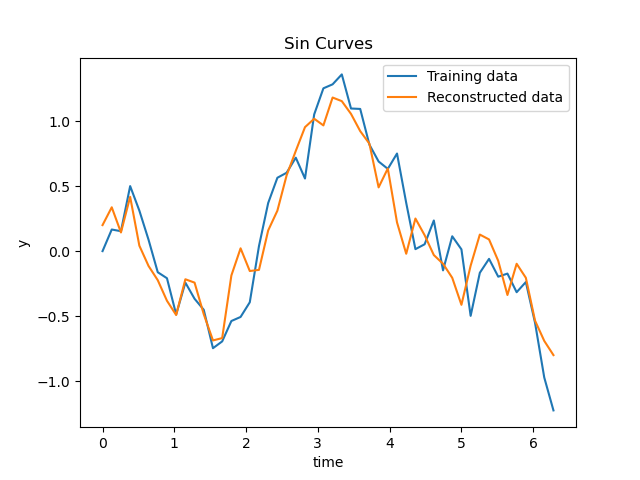 Sin Curves
Training data
Reconstructed data
1.0
0.5
0.0
−0.5
−1.0
y
0 1 2 3 4 5 6
time